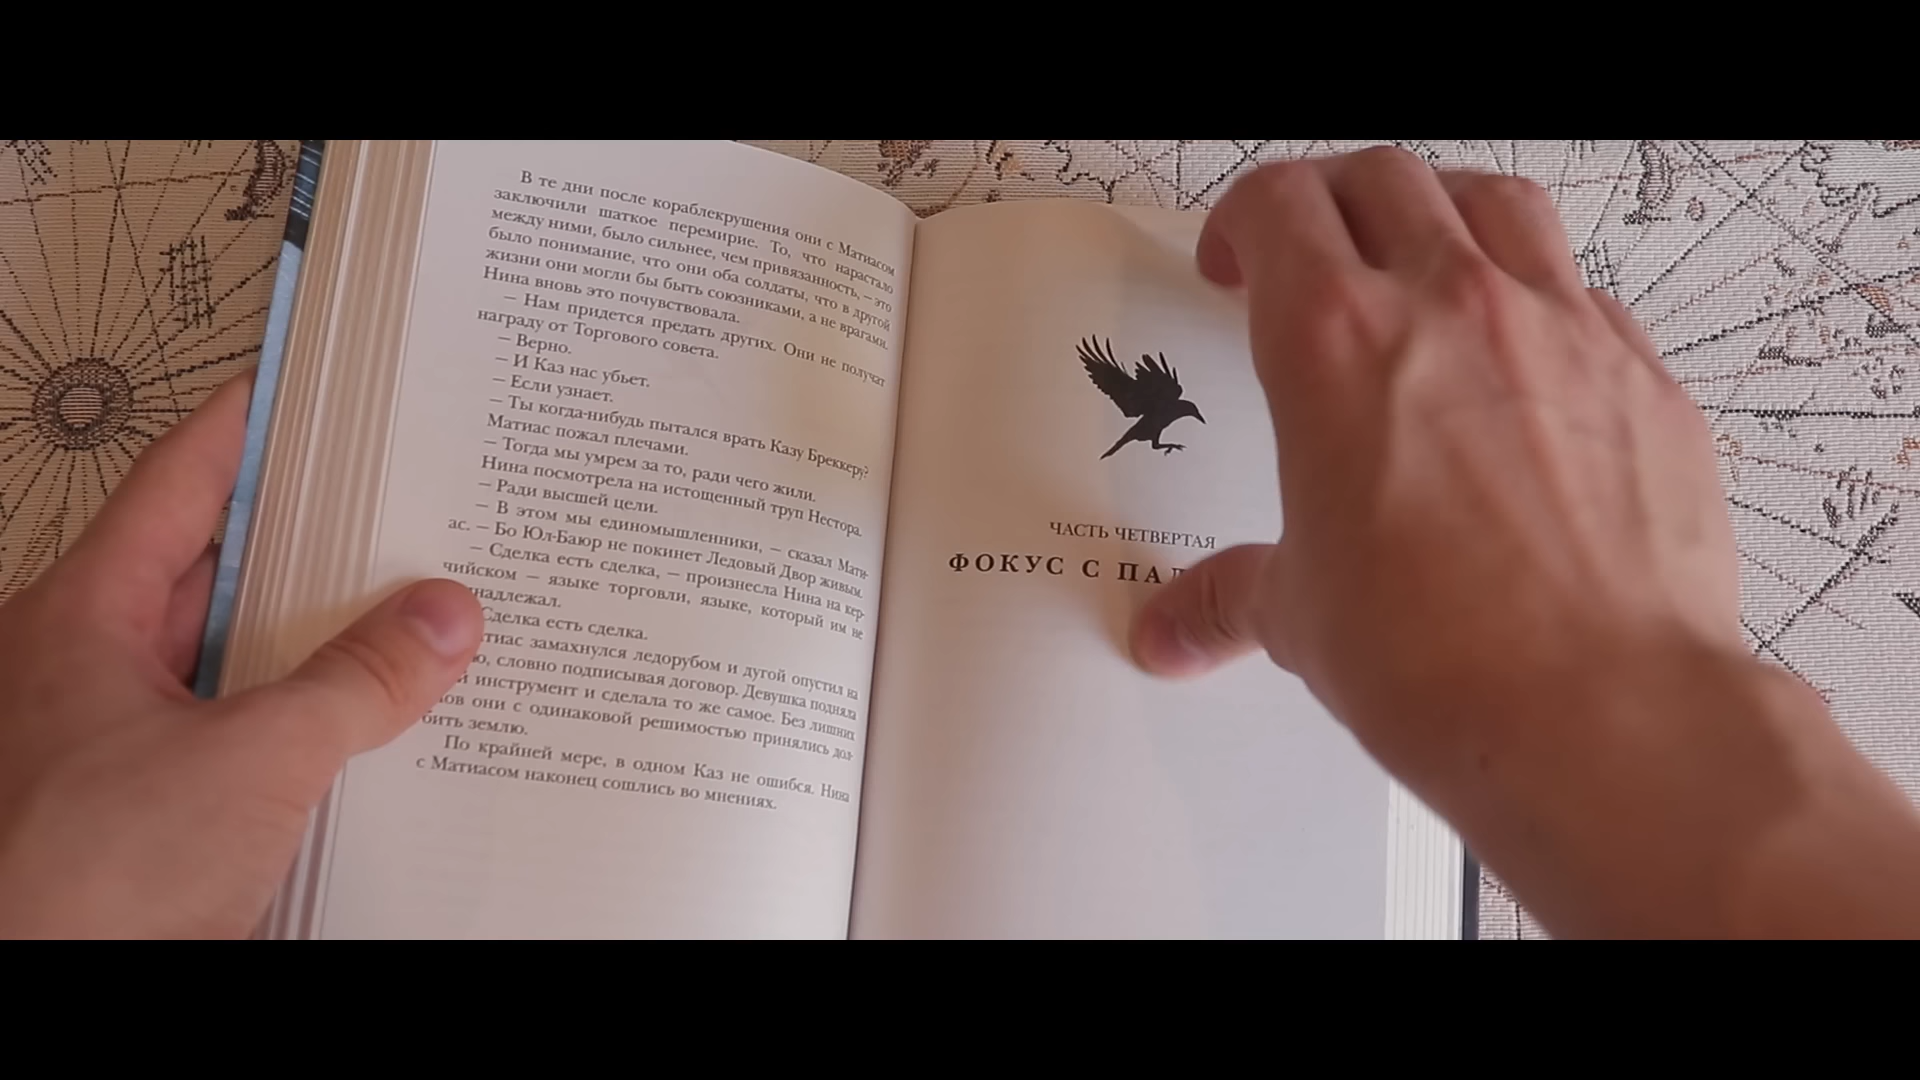 В те дни после кораблекрушения они с Матиасом
заключили шаткое перемирие. То, что нарастало
между ними, было сильнее, чем привязанность, – это
было понимание, что они оба солдаты, что в другой
жизни они могли бы быть союзниками, а не врагами.
Нина вновь это почувствовала.
– Нам придется предать других. Они не получат
награду от Торгового совета.
– Верно.
– И Каз нас убьет.
– Если узнает.
– Ты когда-нибудь пытался врать Казу Бреккеру?
Матиас пожал плечами.
– Тогда мы умрем за то, ради чего жили.
Нина посмотрела на истощенный труп Нестора.
– Ради высшей цели.
– В этом мы единомышленники, – сказал Мати-
ас. – Бо Юл-Баюр не покинет Ледовый Двор живым.
– Сделка есть сделка, – произнесла Нина на кер-
чийском – языке торговли, языке, который им не
надлежал.
Сделка есть сделка.
замахнулся ледорубом и дугой опустил на
словно подписывая договор. Девушка подняла
инструмент и сделала то же самое. Без лишних
они с одинаковой решимостью принялись дол-
бить землю.
По крайней мере, в одном Каз не ошибся. Нина
с Матиасом наконец сошлись во мнениях.
ЧАСТЬ ЧЕТВЕРТАЯ
ФОКУС С ПАД